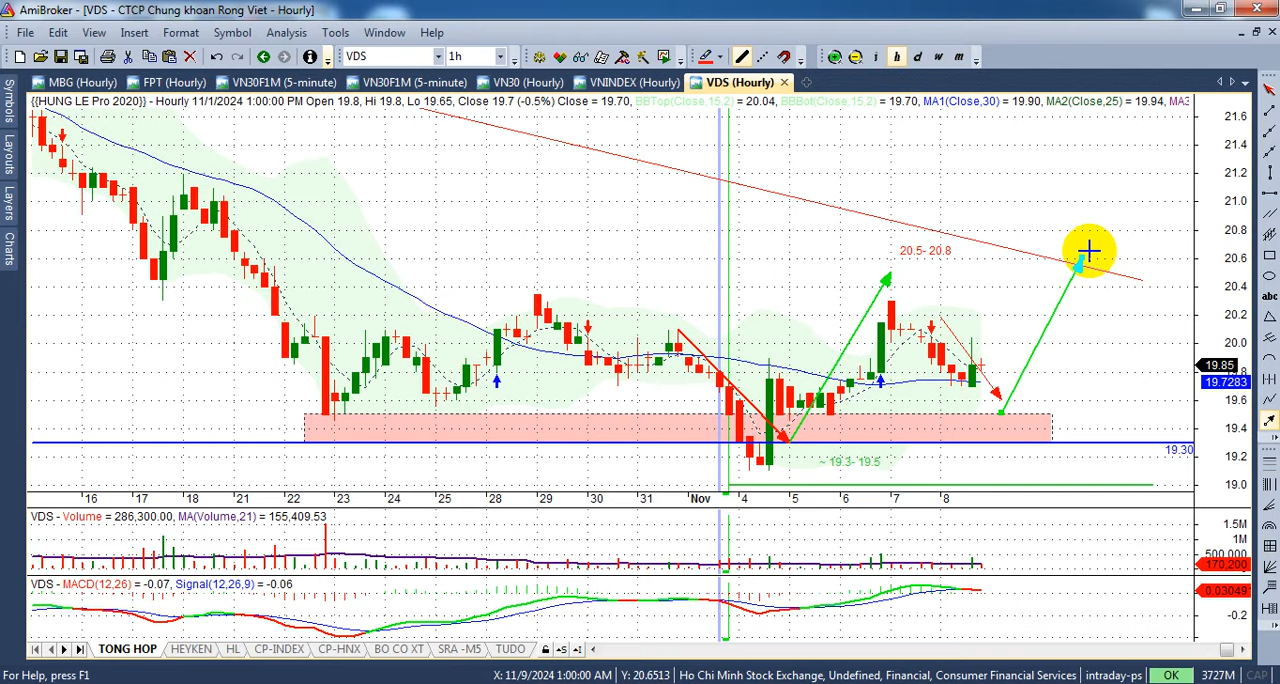 AmiBroker - [VDS - CTCP Chung khoan Rong Viet - Hourly]
File Edit View Insert Format Symbol Analysis Tools Window Help
VDS 1h i h d w m
MBG (Hourly) FPT (Hourly) VN30F1M (5-minute) VN30F1M (5-minute) VN30 (Hourly) VNINDEX (Hourly) VDS (Hourly)
Symbols
Layouts
Layers
Charts
{{HUNG LE Pro 2020}} - Hourly 11/1/2024 1:00:00 PM Open 19.8, Hi 19.8, Lo 19.65, Close 19.7 (-0.5%) Close = 19.70, BBTop(Close,15,2) = 20.04, BBBot(Close,15,2) = 19.70, MA1(Close,30) = 19.90, MA2(Close,25) = 19.94, MA3
21.6
21.4
21.2
21.0
20.8
20.6
20.4
20.2
20.0
19.8
19.85
19.7283
19.6
19.4
19.2
19.0
20.5- 20.8
19.30
~ 19.3- 19.5
16 17 18 21 22 23 24 25 28 29 30 31 Nov 4 5 6 7 8
VDS - Volume = 286,300.00, MA(Volume,21) = 155,409.53
1.5M
1M
500,000
170,200
VDS - MACD(12,26) = -0.07, Signal(12,26,9) = -0.06
0.03049
-0.2
TONG HOP HEYKEN HL CP-INDEX CP-HNX BO CO XT SRA -M5 TUDO
abc
For Help, press F1 X: 11/9/2024 1:00:00 AM Y: 20.6513 Ho Chi Minh Stock Exchange, Undefined, Financial, Consumer Financial Services intraday-ps OK 3727M CAP